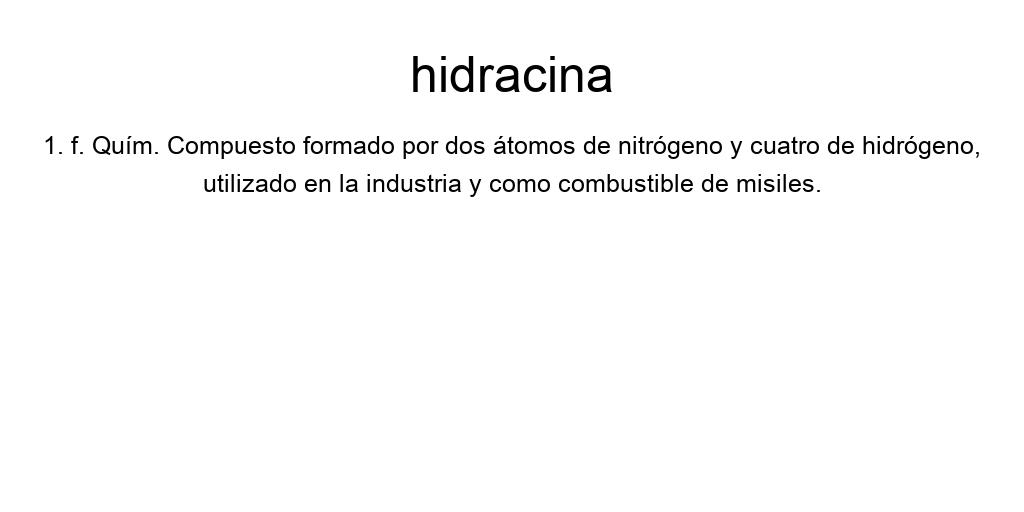 hidracina
1. f. Quím. Compuesto formado por dos átomos de nitrógeno y cuatro de hidrógeno,
utilizado en la industria y como combustible de misiles.